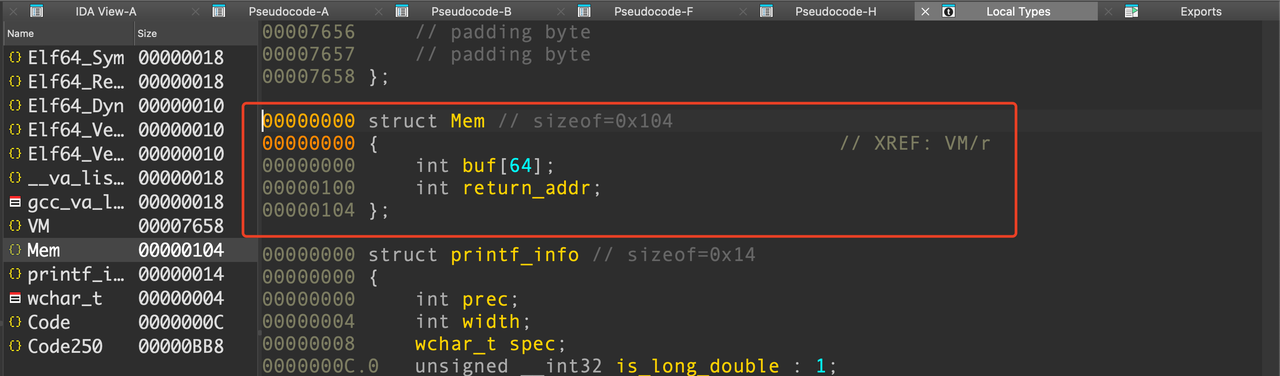 IDA View-A Pseudocode-A Pseudocode-B Pseudocode-F Pseudocode-H Local Types Exports
Name Size
Elf64_Sym 00000018
Elf64_Re... 00000018
Elf64_Dyn 00000010
Elf64_Ve... 00000010
Elf64_Ve... 00000010
__va_lis... 00000018
gcc_va_l... 00000018
VM 00007658
Mem 00000104
printf_i... 00000014
wchar_t 00000004
Code 0000000C
Code250 00000BB8
00007656 // padding byte
00007657 // padding byte
00007658 };
00000000 struct Mem // sizeof=0x104
00000000 { // XREF: VM/r
00000000 int buf[64];
00000100 int return_addr;
00000104 };
00000000 struct printf_info // sizeof=0x14
00000000 {
00000000 int prec;
00000004 int width;
00000008 wchar_t spec;
0000000C.0 unsigned __int32 is_long_double : 1;